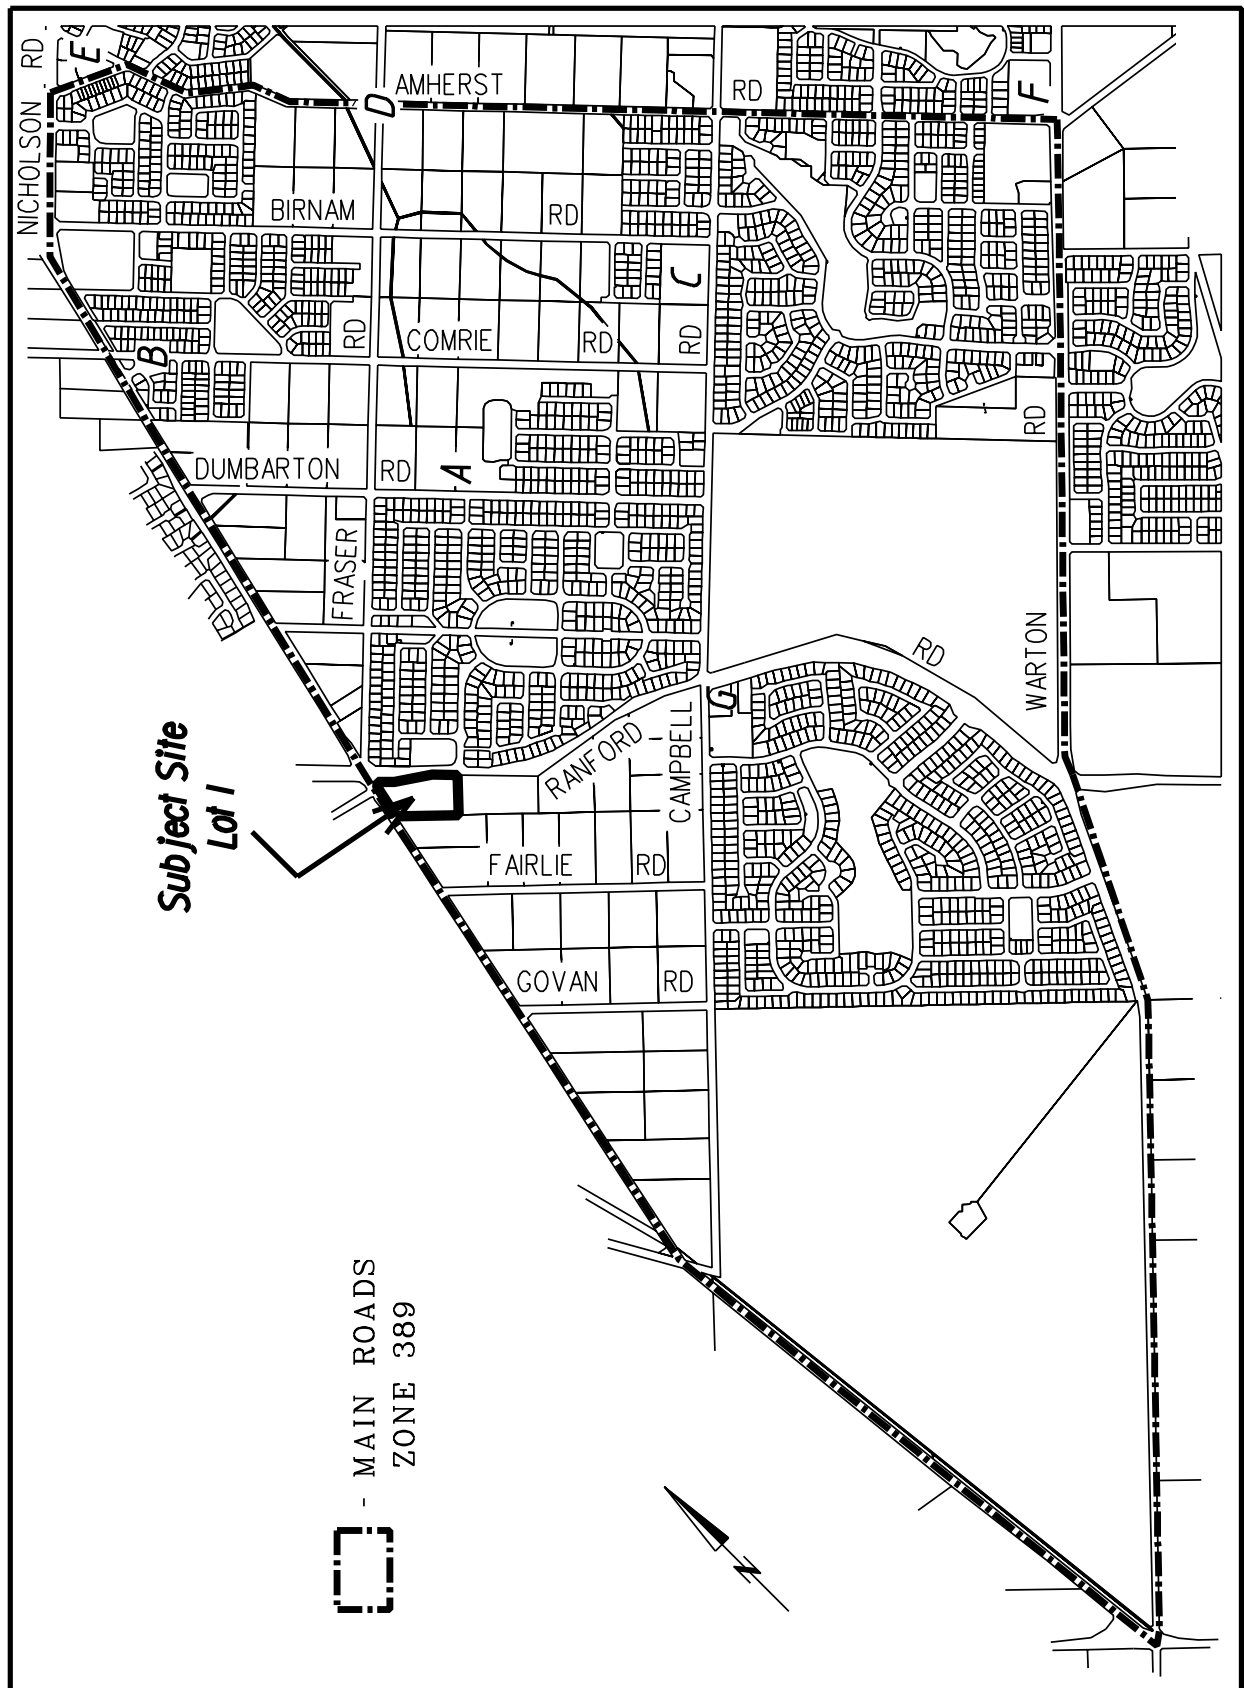 NICHOLSON RD
E
D
AMHERST RD
F
BIRNAM RD
C
B
RD
COMRIE RD
RD
RD
DUMBARTON RD
A
FRASER
WARTON
RD
G
RANFORD
CAMPBELL
Subject Site
Lot 1
FAIRLIE RD
GOVAN RD
- MAIN ROADS
ZONE 389
N